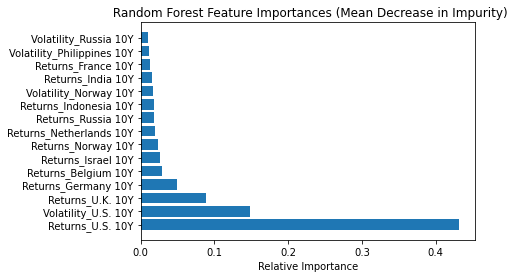 Random Forest Feature Importances (Mean Decrease in Impurity)
Volatility_Russia 10Y
Volatility_Philippines 10Y
Returns_France 10Y
Returns_India 10Y
Volatility_Norway 10Y
Returns_Indonesia 10Y
Returns_Russia 10Y
Returns_Netherlands 10Y
Returns_Norway 10Y
Returns_Israel 10Y
Returns_Belgium 10Y
Returns_Germany 10Y
Returns_U.K. 10Y
Volatility_U.S. 10Y
Returns_U.S. 10Y
0.0 0.1 0.2 0.3 0.4
Relative Importance